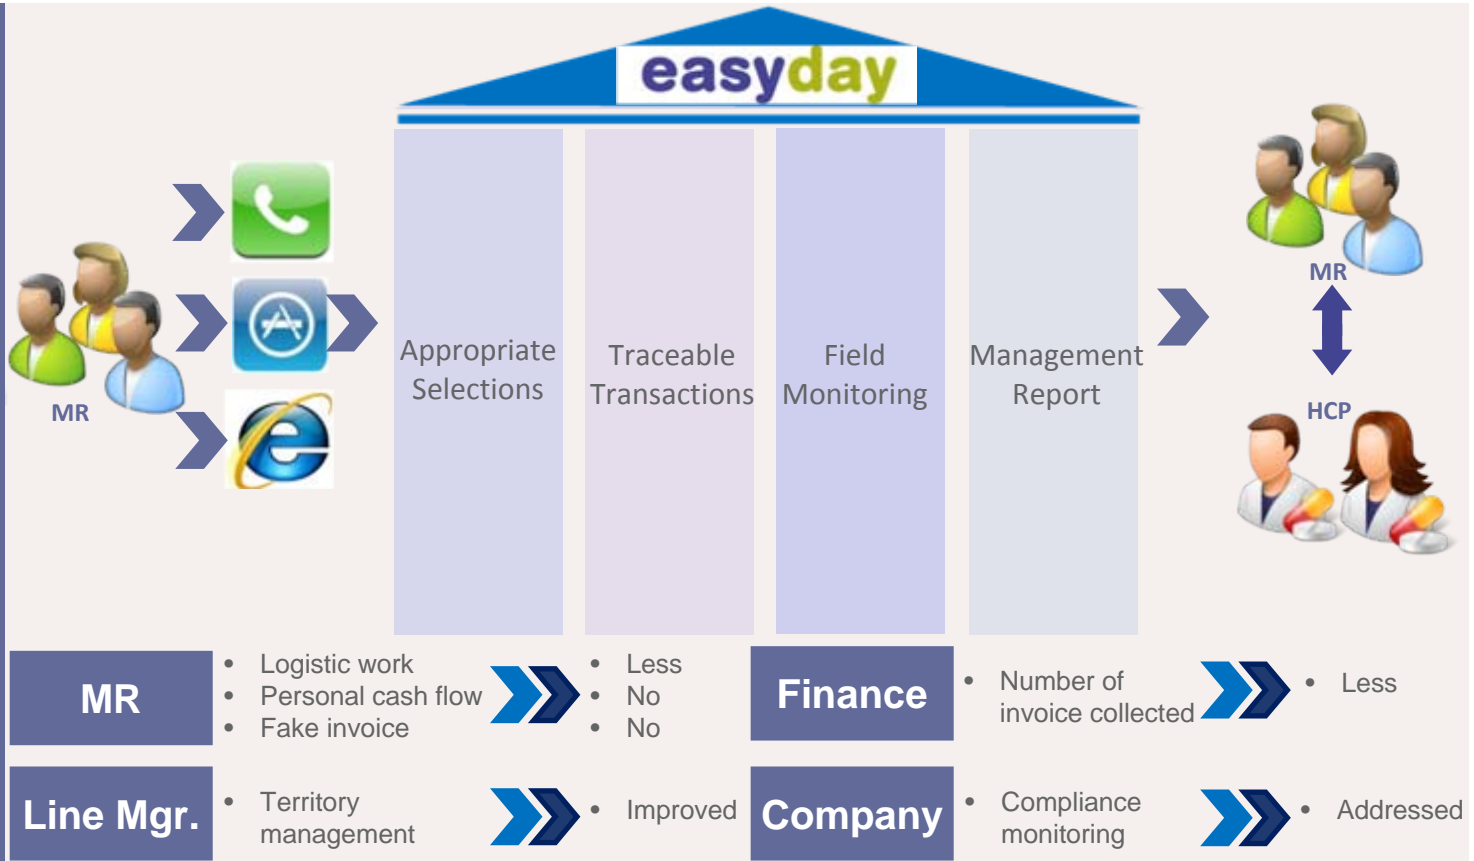 easyday
MR
Appropriate
Selections
Traceable
Transactions
Field
Monitoring
Management
Report
MR
HCP
MR
• Logistic work
• Personal cash flow
• Fake invoice
• Less
• No
• No
Finance
• Number of
invoice collected
• Less
Line Mgr.
• Territory
management
• Improved
Company
• Compliance
monitoring
• Addressed